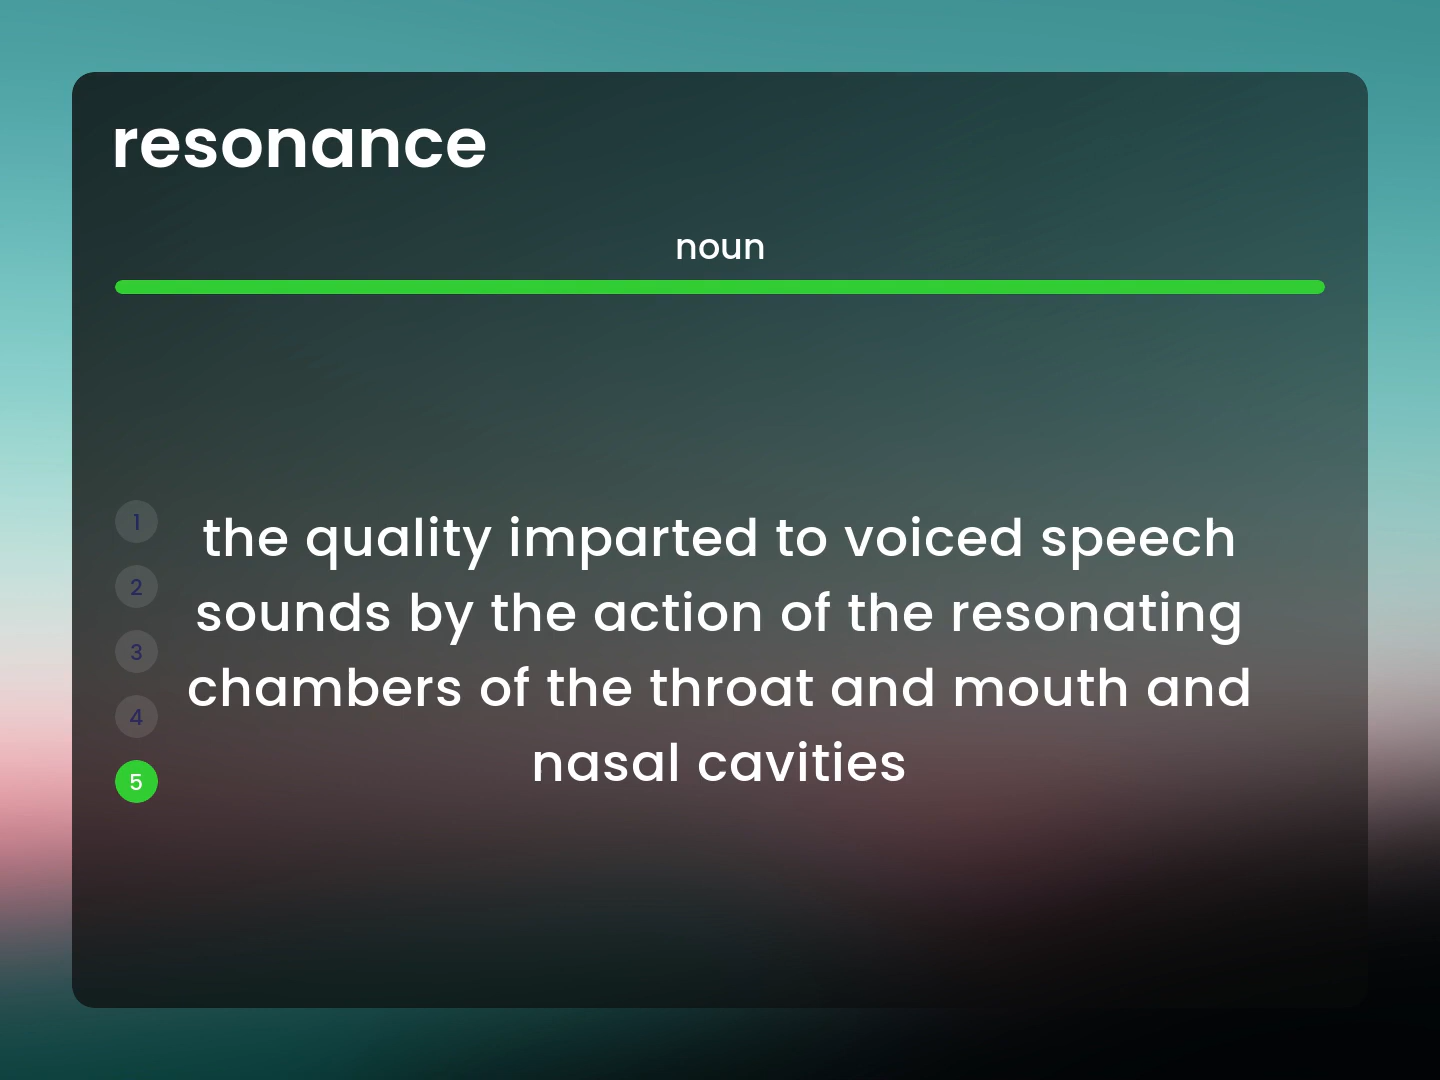 resonance
noun
1
2
3
4
5
the quality imparted to voiced speech
sounds by the action of the resonating
chambers of the throat and mouth and
nasal cavities